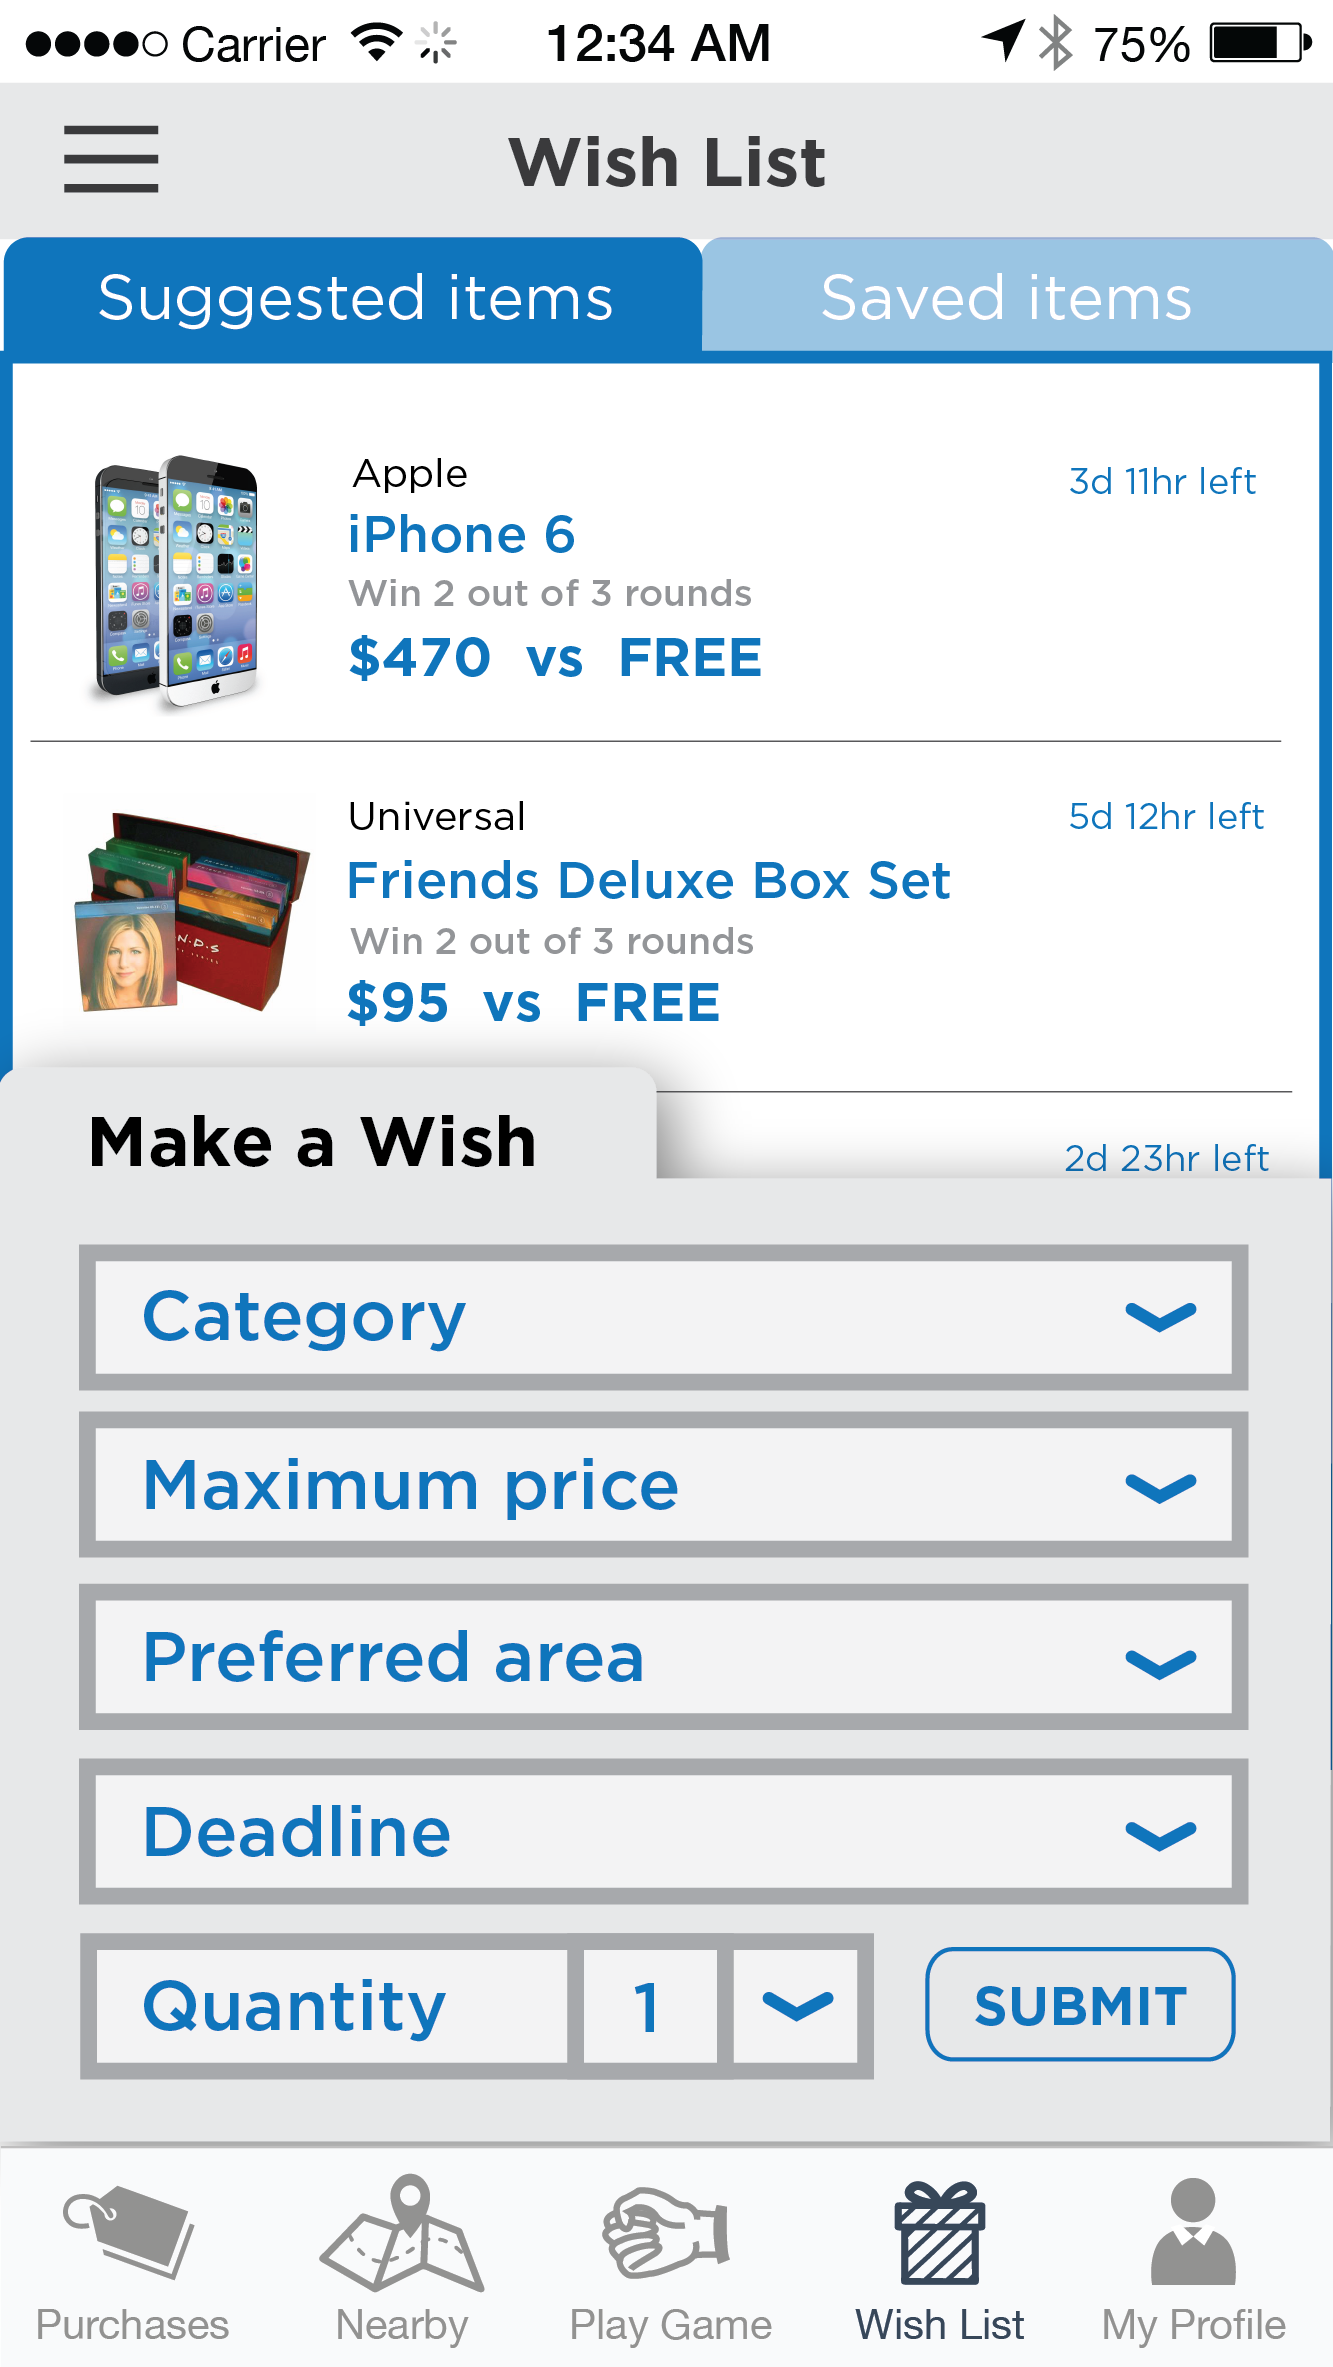 Carrier 12:34 AM 75%
Wish List
Suggested items Saved items
Apple 3d 11hr left
iPhone 6
Win 2 out of 3 rounds
$470 vs FREE
Universal 5d 12hr left
Friends Deluxe Box Set
Win 2 out of 3 rounds
$95 vs FREE
Make a Wish
2d 23hr left
Category
Maximum price
Preferred area
Deadline
Quantity 1 SUBMIT
Purchases Nearby Play Game Wish List My Profile